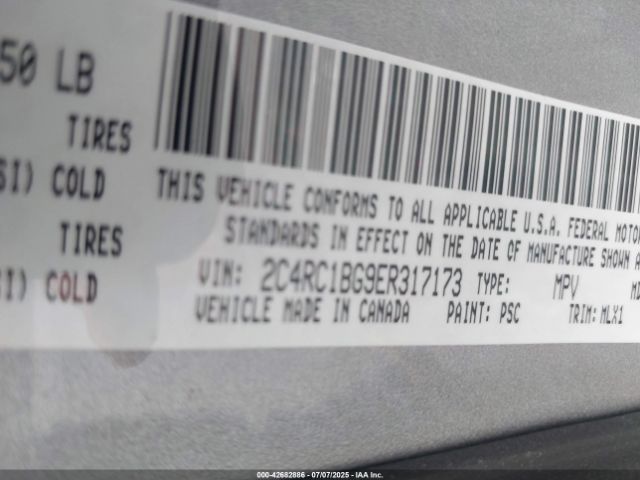 50 LB
TIRES
SI) COLD
TIRES
SI) COLD
THIS VEHICLE CONFORMS TO ALL APPLICABLE U.S.A. FEDERAL MOTOR
STANDARDS IN EFFECT ON THE DATE OF MANUFACTURE SHOWN A
VIN: 2C4RC1BG9ER317173 TYPE: MPV MD
VEHICLE MADE IN CANADA PAINT: PSC TRIM: MLX1
000-42682886 07/07/2025 IAA Inc.